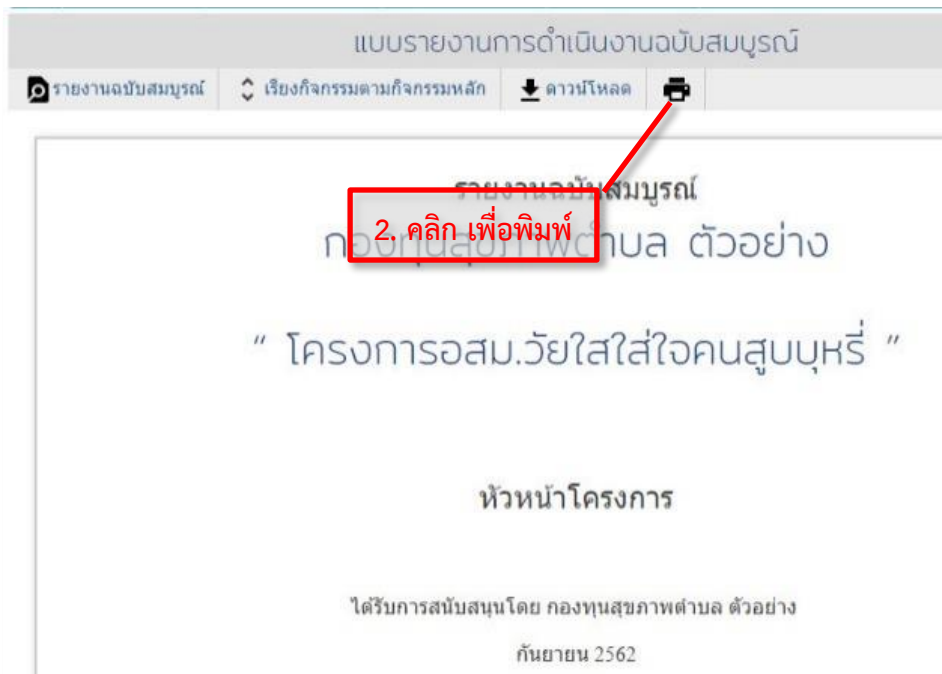 แบบรายงานการดำเนินงานฉบับสมบูรณ์
รายงานฉบับสมบูรณ์ เรียงกิจกรรมตามกิจกรรมหลัก ดาวน์โหลด
รายงานฉบับสมบูรณ์
2. คลิก เพื่อพิมพ์
กองทุนสุขภาพตำบล ตัวอย่าง
“ โครงการอสม.วัยใสใส่ใจคนสูบบุหรี่ ”
หัวหน้าโครงการ
ได้รับการสนับสนุนโดย กองทุนสุขภาพตำบล ตัวอย่าง
กันยายน 2562